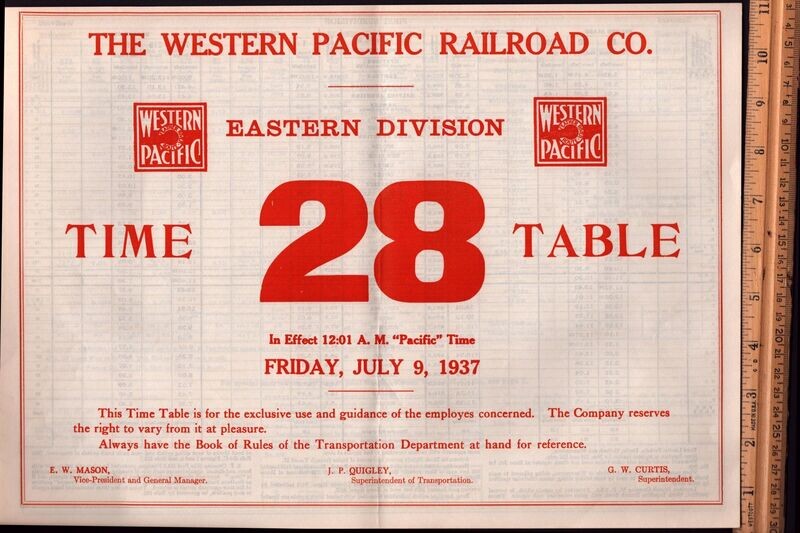 THE WESTERN PACIFIC RAILROAD CO.
WESTERN PACIFIC
EASTERN DIVISION
WESTERN PACIFIC
TIME 28 TABLE
In Effect 12:01 A. M. "Pacific" Time
FRIDAY, JULY 9, 1937
This Time Table is for the exclusive use and guidance of the employes concerned. The Company reserves
the right to vary from it at pleasure.
Always have the Book of Rules of the Transportation Department at hand for reference.
E. W. MASON, J. P. QUIGLEY, G. W. CURTIS,
Vice-President and General Manager. Superintendent of Transportation. Superintendent.